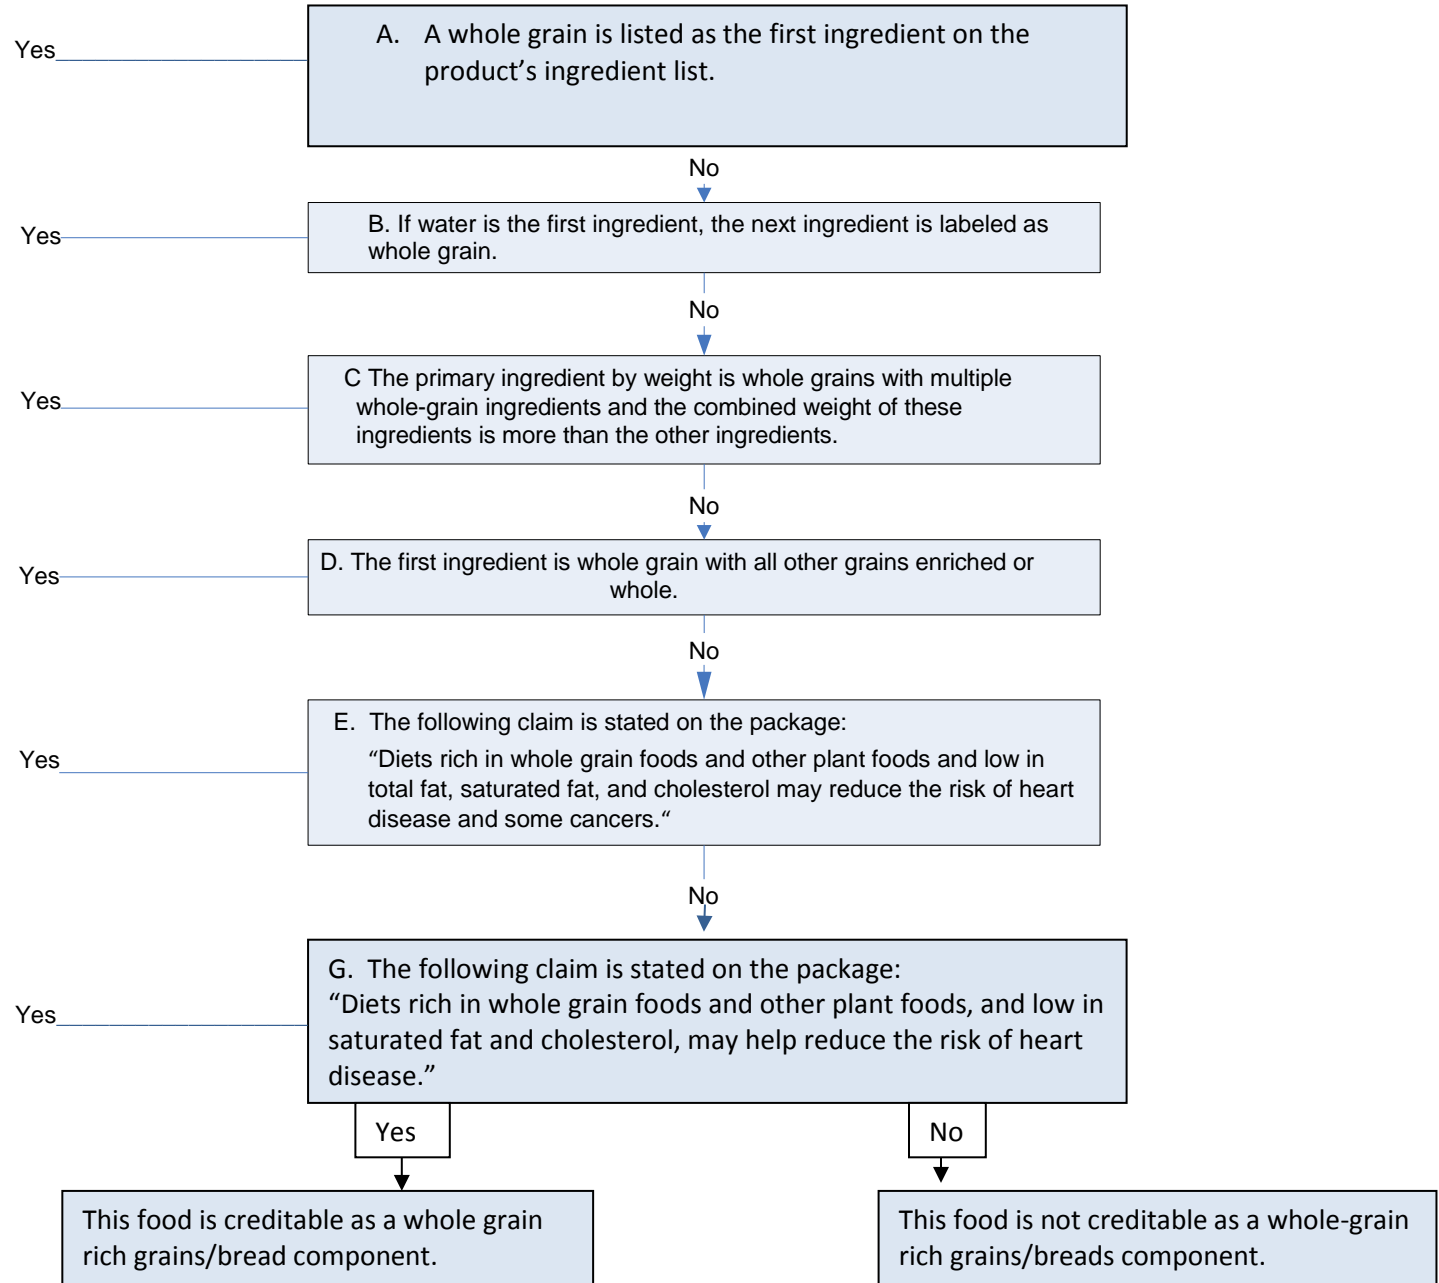 A. A whole grain is listed as the first ingredient on the
product’s ingredient list.
Yes
No
B. If water is the first ingredient, the next ingredient is labeled as
whole grain.
Yes
No
C The primary ingredient by weight is whole grains with multiple
whole-grain ingredients and the combined weight of these
ingredients is more than the other ingredients.
Yes
No
D. The first ingredient is whole grain with all other grains enriched or
whole.
Yes
No
E. The following claim is stated on the package:
“Diets rich in whole grain foods and other plant foods and low in
total fat, saturated fat, and cholesterol may reduce the risk of heart
disease and some cancers.“
Yes
No
G. The following claim is stated on the package:
“Diets rich in whole grain foods and other plant foods, and low in
saturated fat and cholesterol, may help reduce the risk of heart
disease.”
Yes
Yes
No
This food is creditable as a whole grain
rich grains/bread component.
This food is not creditable as a whole-grain
rich grains/breads component.